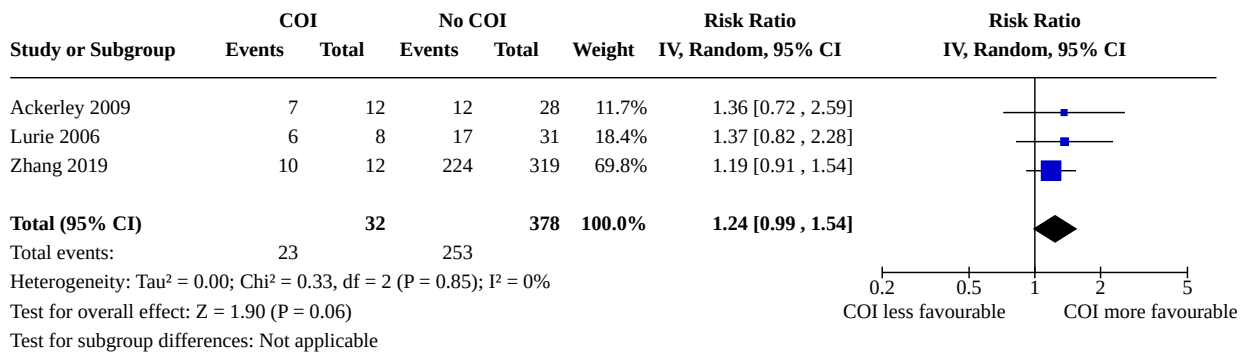 COI No COI Risk Ratio Risk Ratio
Study or Subgroup Events Total Events Total Weight IV, Random, 95% CI IV, Random, 95% CI
Ackerley 2009 7 12 12 28 11.7% 1.36 [0.72 , 2.59]
Lurie 2006 6 8 17 31 18.4% 1.37 [0.82 , 2.28]
Zhang 2019 10 12 224 319 69.8% 1.19 [0.91 , 1.54]
Total (95% CI) 32 378 100.0% 1.24 [0.99 , 1.54]
Total events: 23 253
Heterogeneity: Tau² = 0.00; Chi² = 0.33, df = 2 (P = 0.85); I² = 0%
0.2 0.5 1 2 5
Test for overall effect: Z = 1.90 (P = 0.06) COI less favourable COI more favourable
Test for subgroup differences: Not applicable